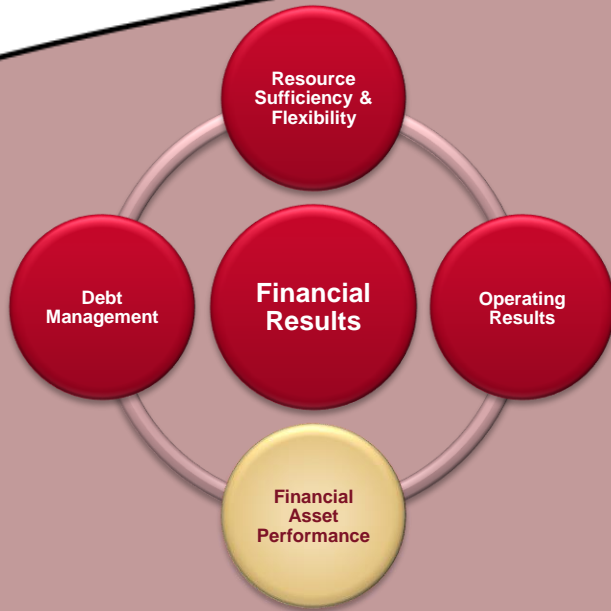 Resource
Sufficiency &
Flexibility
Debt
Management
Financial
Results
Operating
Results
Financial
Asset
Performance